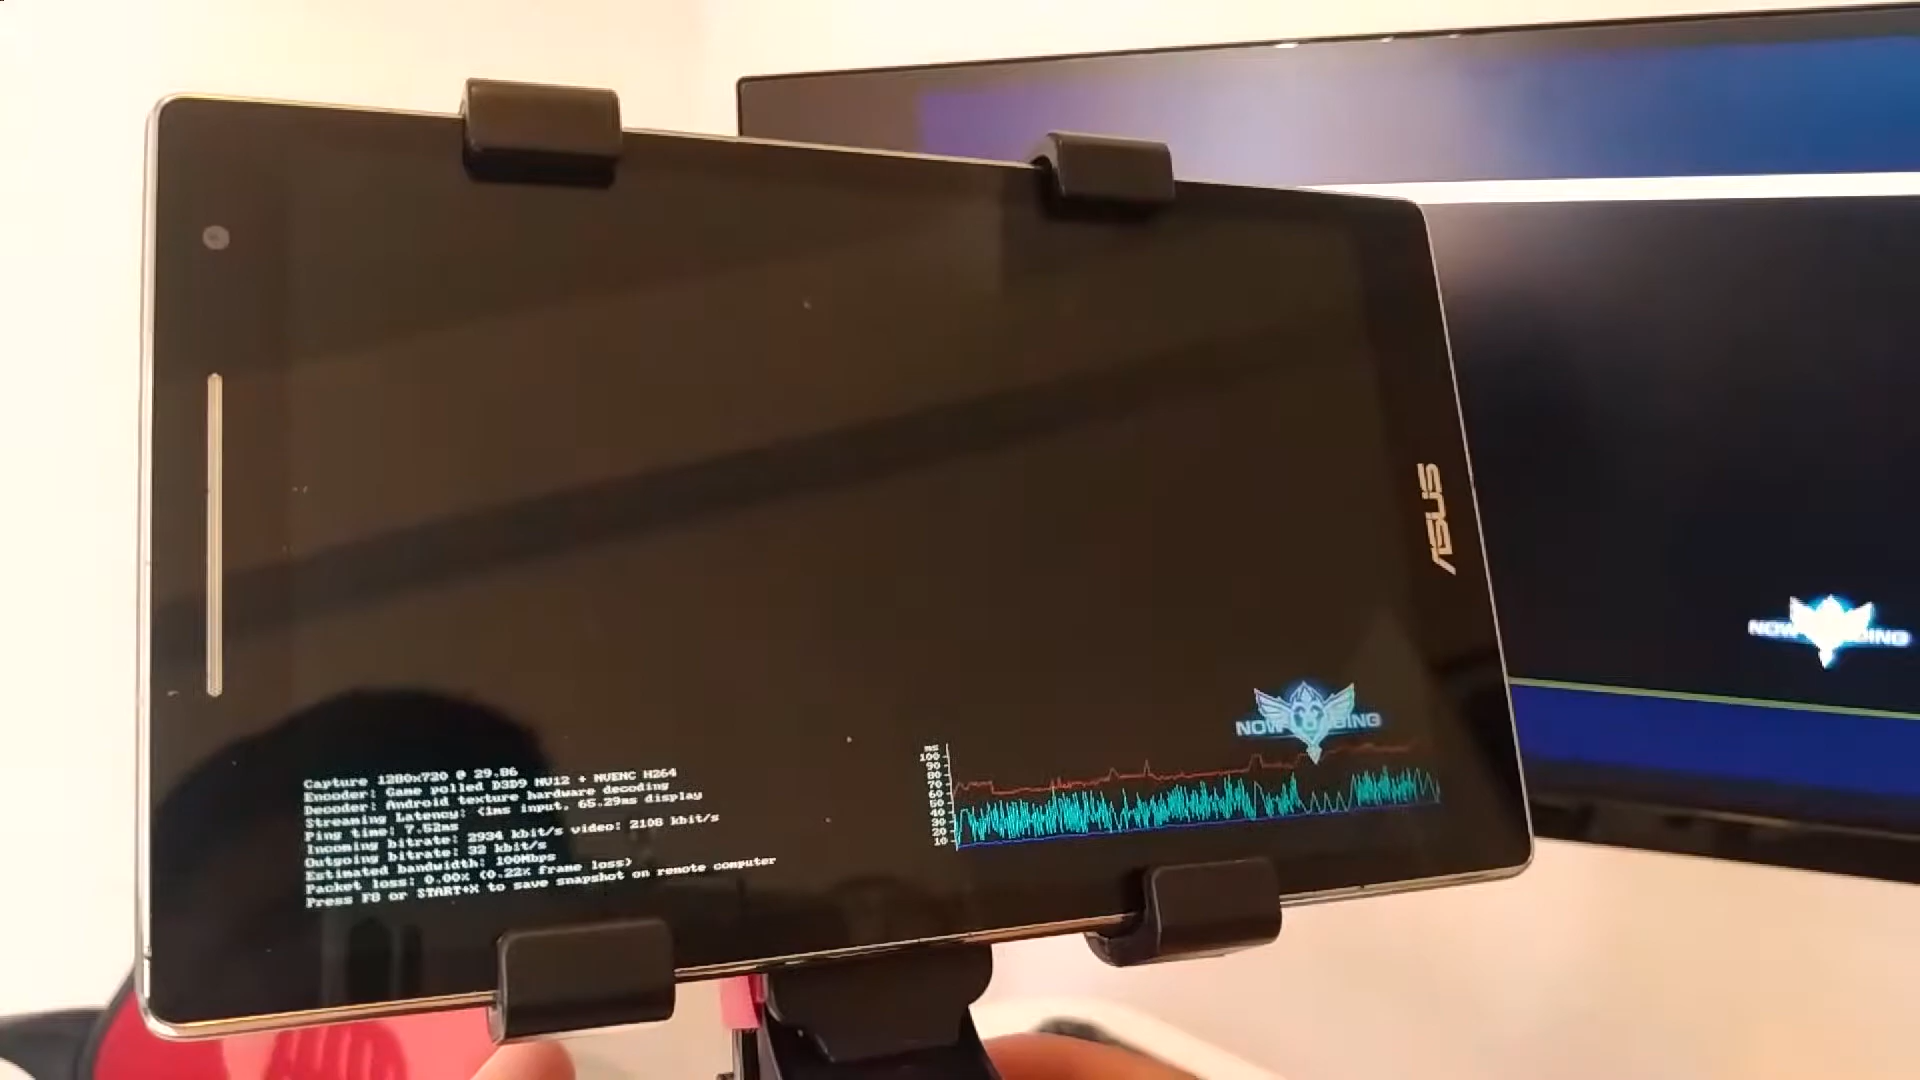 ASUS
NOW LOADING
ms
100
90
80
70
60
50
40
30
20
10
Capture 1280x720 @ 29.86
Encoder: Game polled D3D9 NV12 + NVENC H264
Decoder: Android texture hardware decoding
Streaming Latency: <1ms input, 65.29ms display
Ping time: 7.52ms
Incoming bitrate: 2934 kbit/s video: 2108 kbit/s
Outgoing bitrate: 32 kbit/s
Estimated bandwidth: 100Mbps
Packet loss: 0.00% (0.22% frame loss)
Press F8 or START+X to save snapshot on remote computer